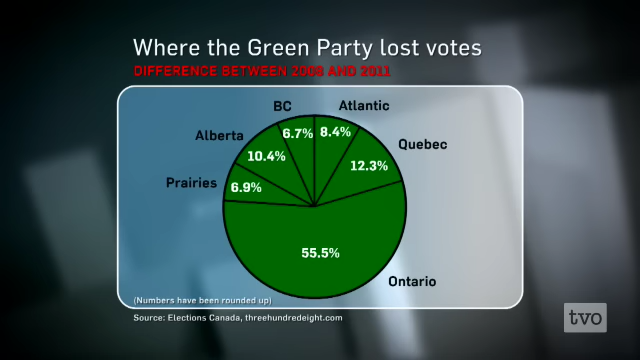 Where the Green Party lost votes
DIFFERENCE BETWEEN 2008 AND 2011
BC
Atlantic
6.7%
8.4%
Alberta
Quebec
10.4%
12.3%
Prairies
6.9%
55.5%
Ontario
(Numbers have been rounded up)
Source: Elections Canada, threehundredeight.com
tvo